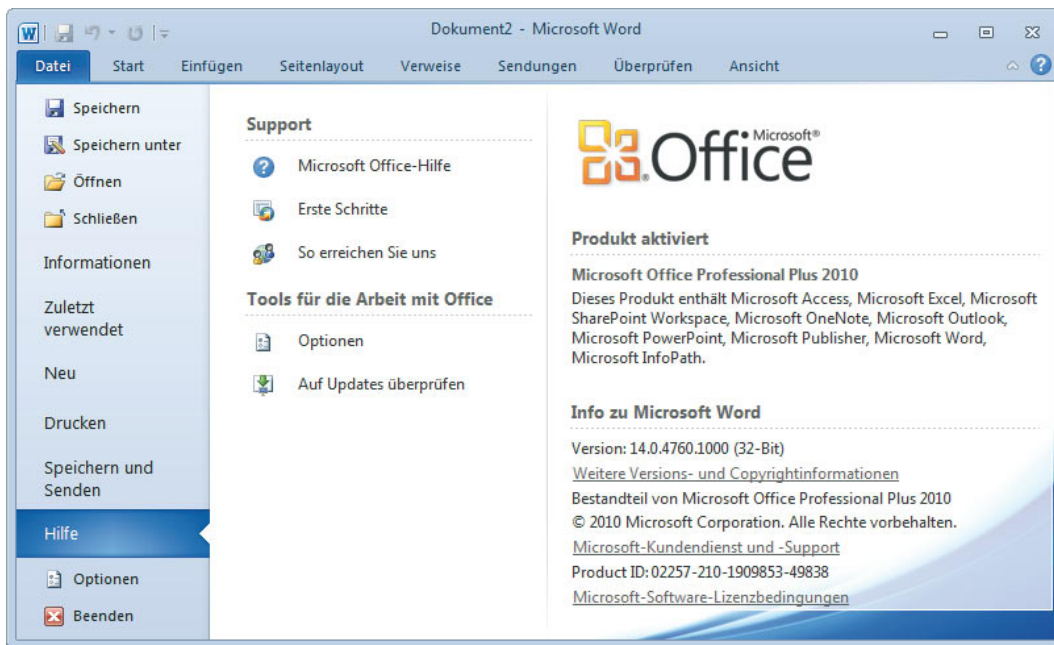 Dokument2 - Microsoft Word
Datei Start Einfügen Seitenlayout Verweise Sendungen Überprüfen Ansicht
Speichern
Speichern unter
Öffnen
Schließen
Informationen
Zuletzt
verwendet
Neu
Drucken
Speichern und
Senden
Hilfe
Optionen
Beenden
Support
Microsoft Office-Hilfe
Erste Schritte
So erreichen Sie uns
Tools für die Arbeit mit Office
Optionen
Auf Updates überprüfen
Microsoft®
Office
Produkt aktiviert
Microsoft Office Professional Plus 2010
Dieses Produkt enthält Microsoft Access, Microsoft Excel, Microsoft
SharePoint Workspace, Microsoft OneNote, Microsoft Outlook,
Microsoft PowerPoint, Microsoft Publisher, Microsoft Word,
Microsoft InfoPath.
Info zu Microsoft Word
Version: 14.0.4760.1000 (32-Bit)
Weitere Versions- und Copyrightinformationen
Bestandteil von Microsoft Office Professional Plus 2010
© 2010 Microsoft Corporation. Alle Rechte vorbehalten.
Microsoft-Kundendienst und -Support
Product ID: 02257-210-1909853-49838
Microsoft-Software-Lizenzbedingungen